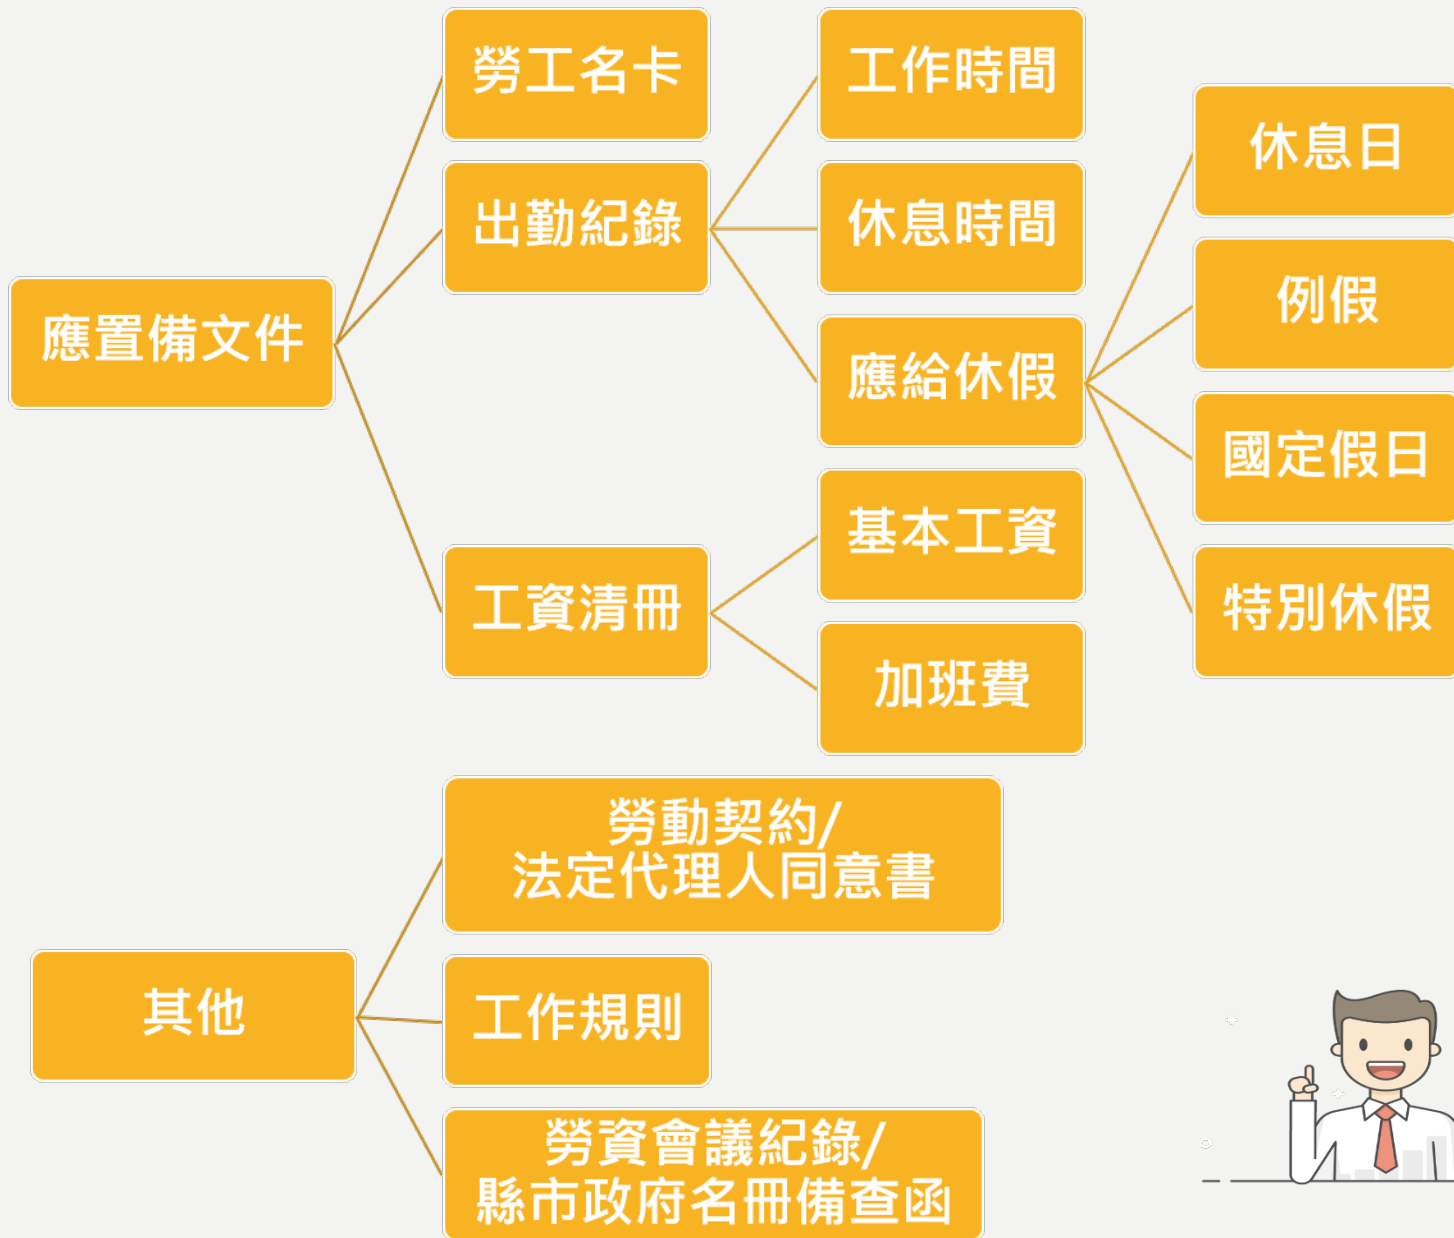 應置備文件
勞工名卡
出勤紀錄
工作時間
休息時間
應給休假
休息日
例假
國定假日
特別休假
工資清冊
基本工資
加班費
其他
勞動契約/
法定代理人同意書
工作規則
勞資會議紀錄/
縣市政府名冊備查函